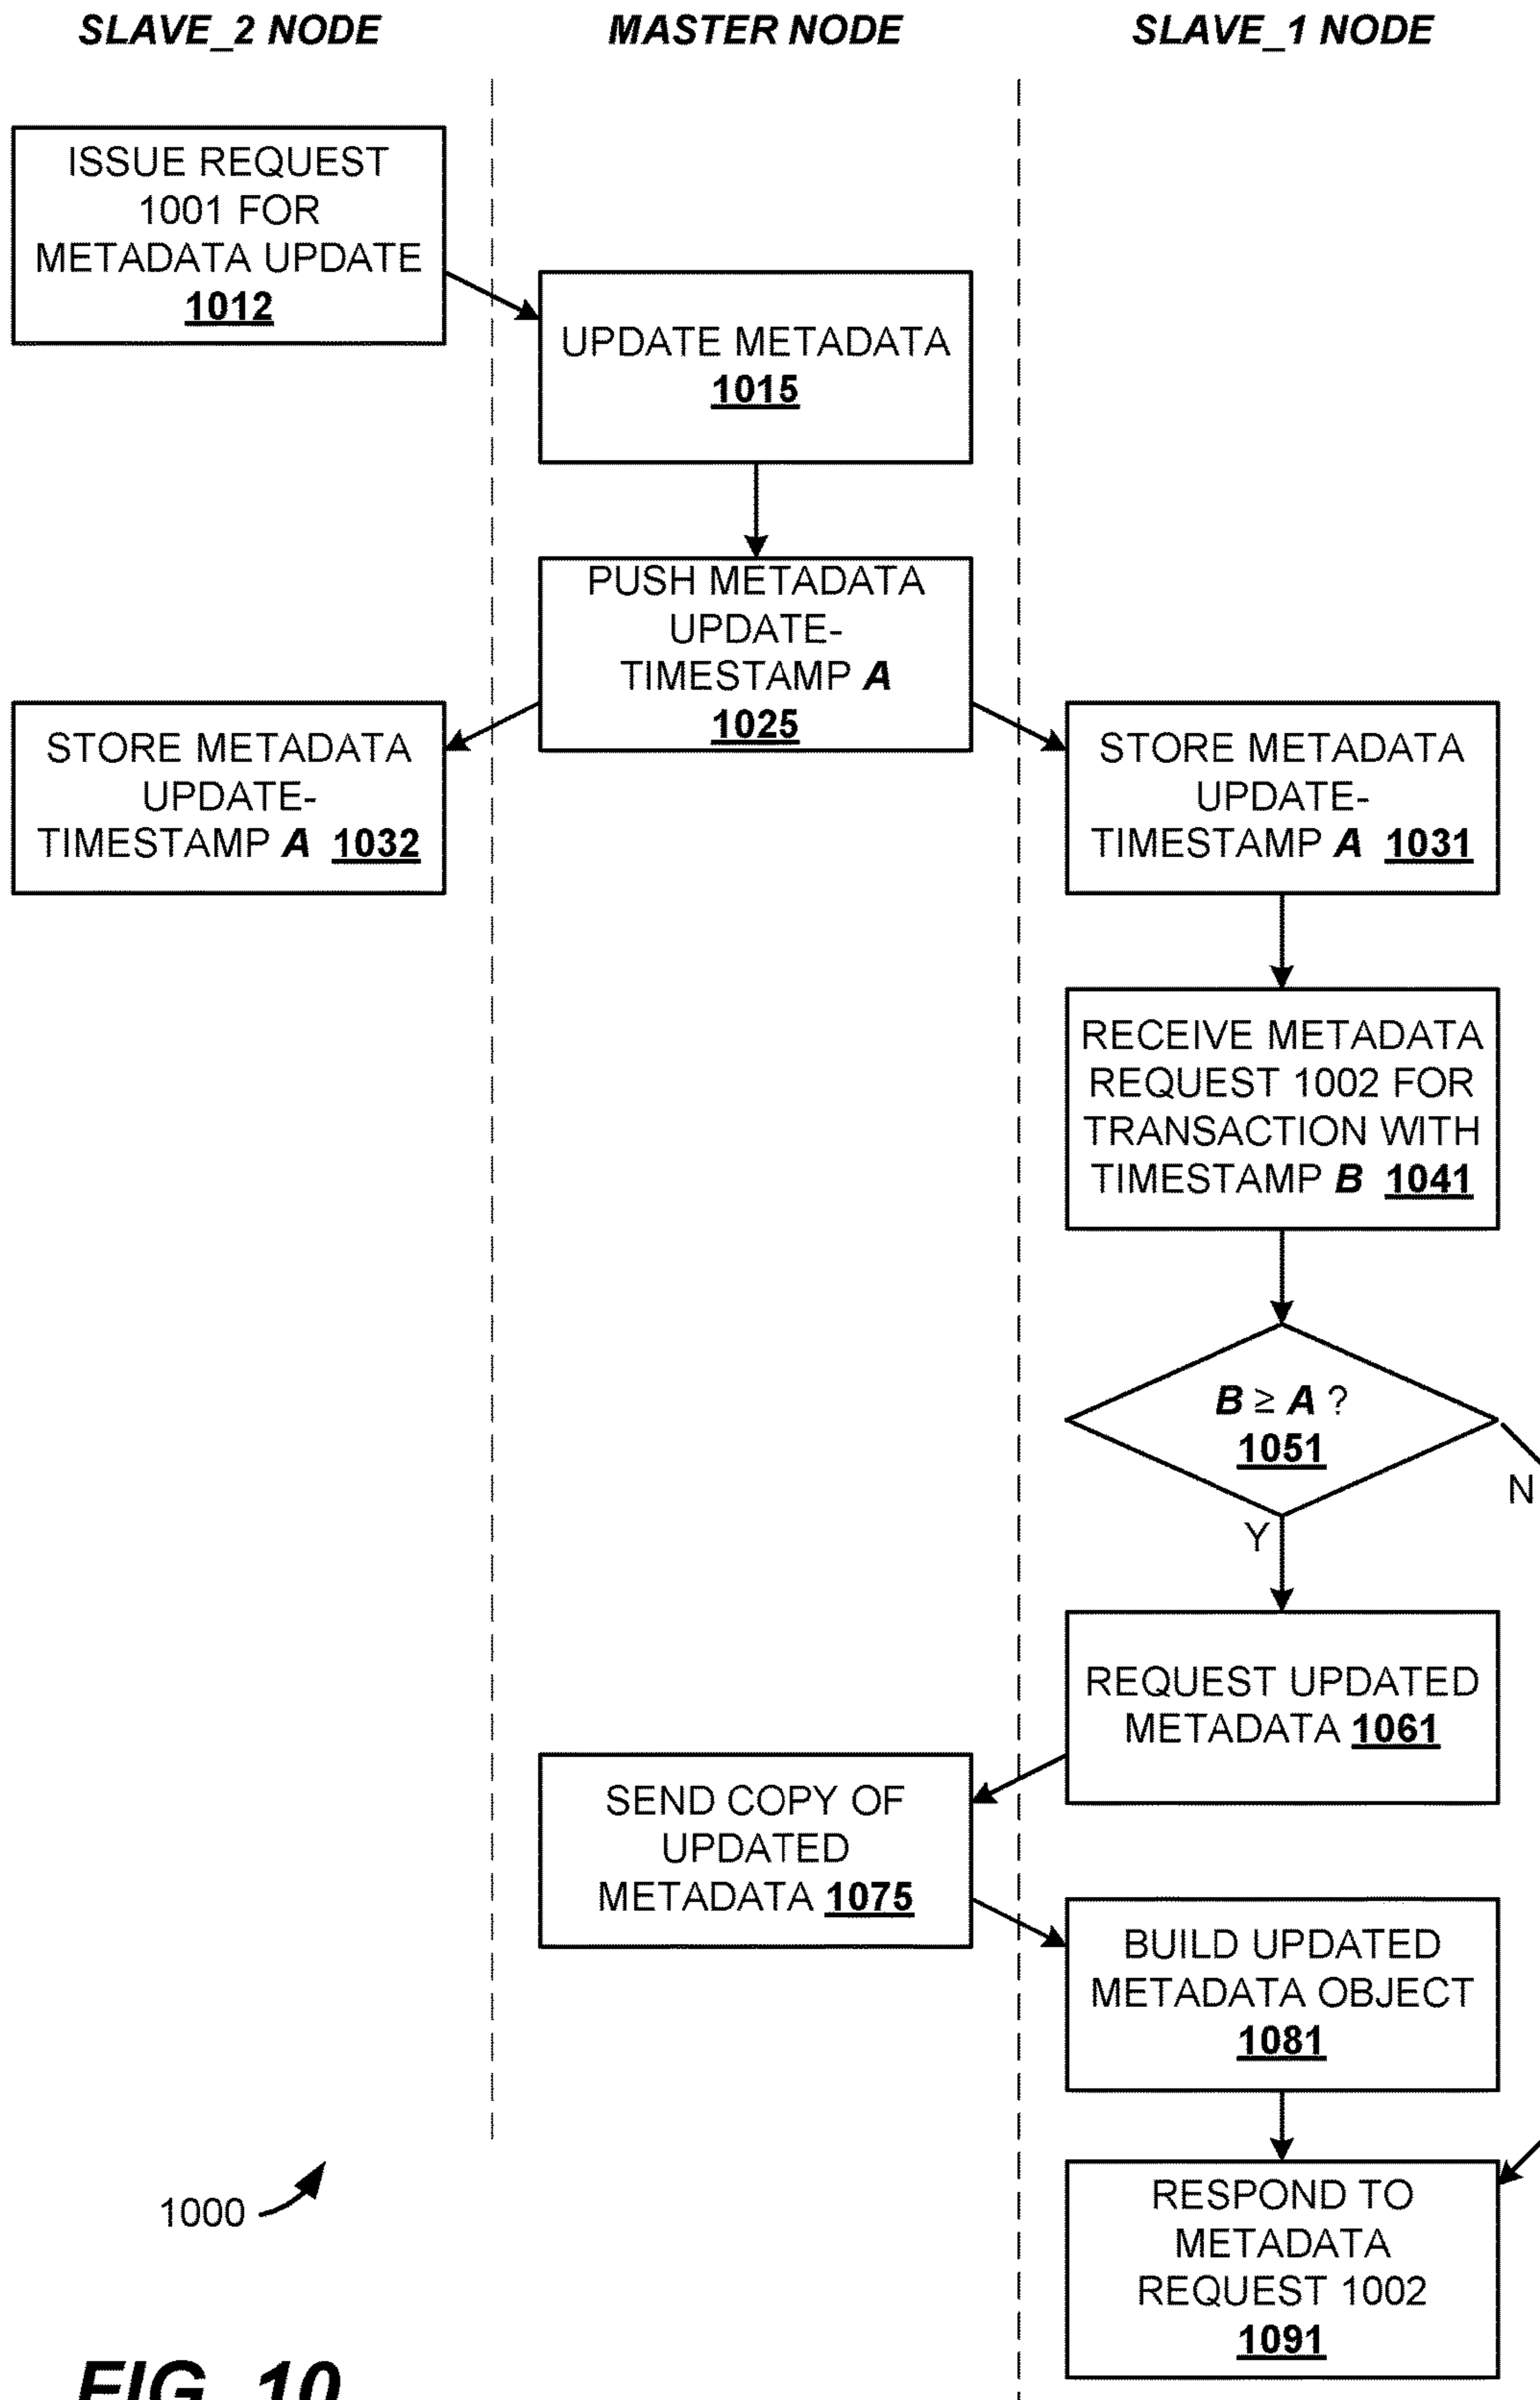 SLAVE_2 NODE
MASTER NODE
SLAVE_1 NODE
ISSUE REQUEST
1001 FOR
METADATA UPDATE
1012
UPDATE METADATA
1015
PUSH METADATA
UPDATE-
TIMESTAMP A
1025
STORE METADATA
UPDATE-
TIMESTAMP A 1032
STORE METADATA
UPDATE-
TIMESTAMP A 1031
RECEIVE METADATA
REQUEST 1002 FOR
TRANSACTION WITH
TIMESTAMP B 1041
B ≥ A ?
1051
N
Y
REQUEST UPDATED
METADATA 1061
SEND COPY OF
UPDATED
METADATA 1075
BUILD UPDATED
METADATA OBJECT
1081
RESPOND TO
METADATA
REQUEST 1002
1091
1000
FIG. 10